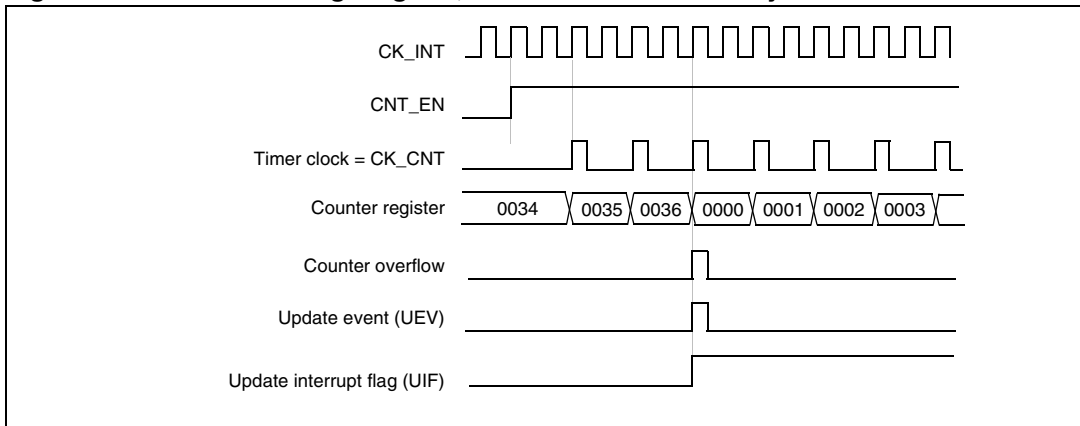 CK_INT
CNT_EN
Timer clock = CK_CNT
Counter register 0034 0035 0036 0000 0001 0002 0003
Counter overflow
Update event (UEV)
Update interrupt flag (UIF)